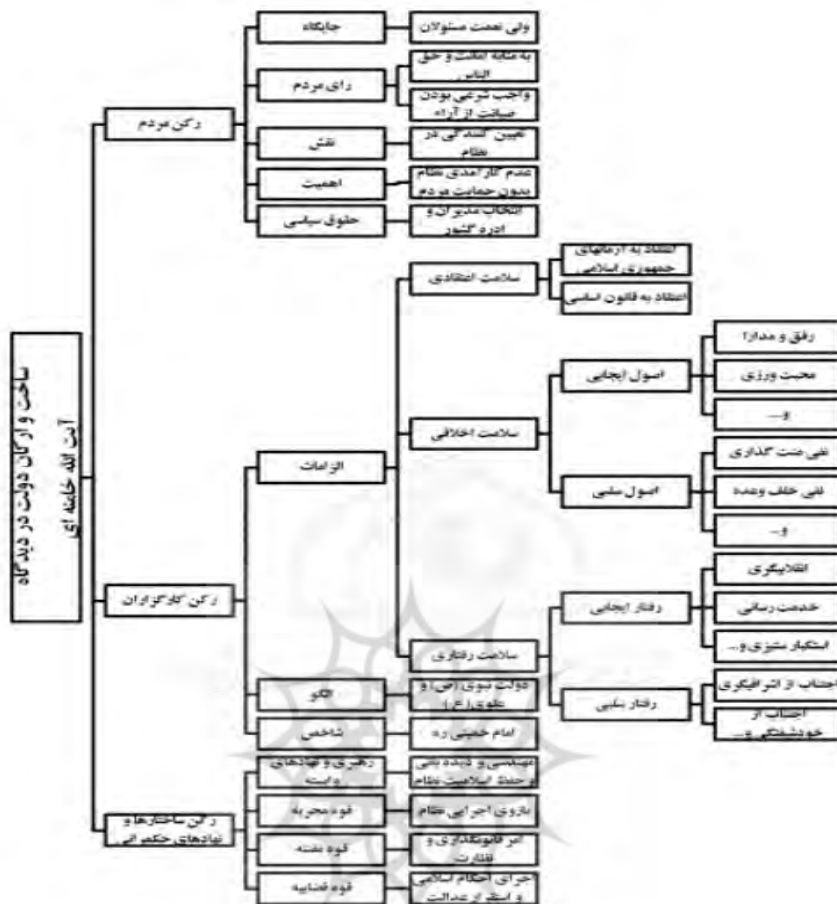 ساخت و ارکان دولت در دیدگاه
آیت الله خامنه ای
رکن مردم
جایگاه
ولی نعمت مسئولان
رای مردم
به مثابه امانت و حق
الناس
واجب شرعی بودن
صیانت از آراء
نقش
تعیین کنندگی در
نظام
اهمیت
عدم کارآمدی نظام
بدون حمایت مردم
حقوق سیاسی
انتخاب مدیران و
اداره کشور
رکن کارگزاران
الزامات
سلامت اعتقادی
اعتقاد به آرمانهای
جمهوری اسلامی
اعتقاد به قانون اساسی
سلامت اخلاقی
اصول ایجابی
رفق و مدارا
محبت ورزی
و...
اصول سلبی
نفی منت گذاری
نفی خلف وعده
و...
سلامت رفتاری
رفتار ایجابی
انقلابیگری
خدمت رسانی
استکبار ستیزی و...
رفتار سلبی
اجتناب از اشرافیگری
اجتناب از
خودشیفتگی و...
الگو
دولت نبوی (ص) و
علوی(ع)
شاخص
امام خمینی ره
رکن ساختارها و
نهادهای حکمرانی
رهبری و نهادهای
وابسته
مهندسی و دیده بانی
و حفظ اسلامیت نظام
قوه مجریه
بازوی اجرایی نظام
قوه مقننه
امر قانونگذاری و
نظارت
قوه قضاییه
اجرای احکام اسلامی
و استقرار عدالت